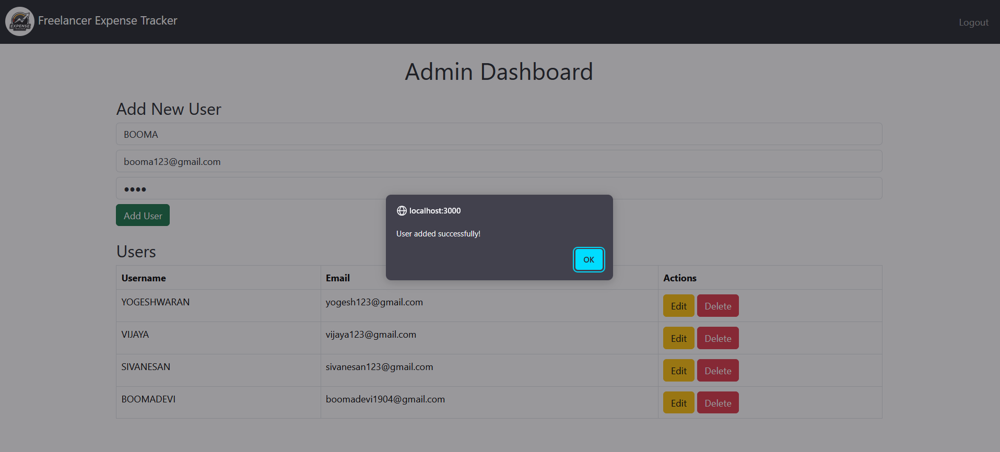 EXPENSE
TRACKER
Freelancer Expense Tracker
Logout
Admin Dashboard
Add New User
BOOMA
booma123@gmail.com
••••
Add User
localhost:3000
User added successfully!
OK
Users
Username Email Actions
YOGESHWARAN yogesh123@gmail.com Edit Delete
VIJAYA vijaya123@gmail.com Edit Delete
SIVANESAN sivanesan123@gmail.com Edit Delete
BOOMADEVI boomadevi1904@gmail.com Edit Delete